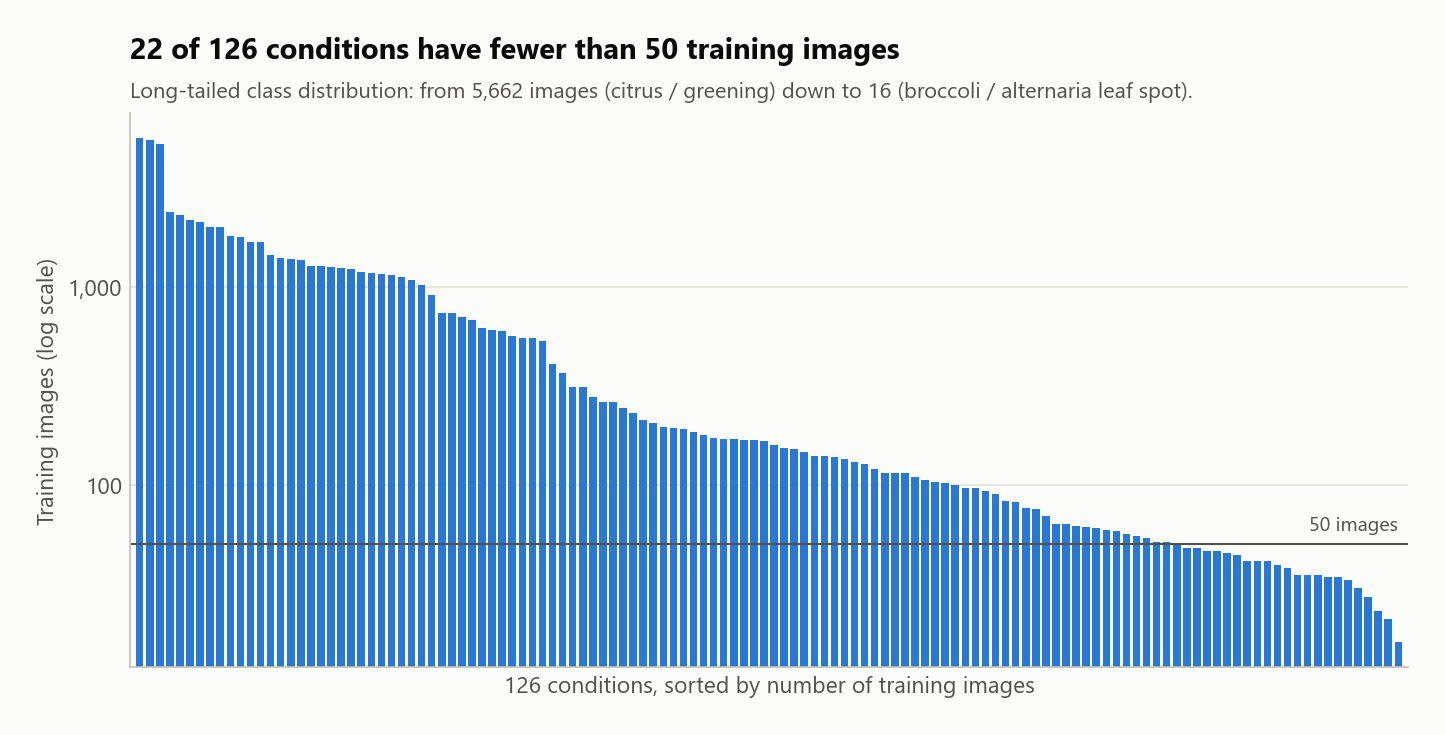 22 of 126 conditions have fewer than 50 training images
Long-tailed class distribution: from 5,662 images (citrus / greening) down to 16 (broccoli / alternaria leaf spot).
Training images (log scale)
1,000
100
50 images
126 conditions, sorted by number of training images